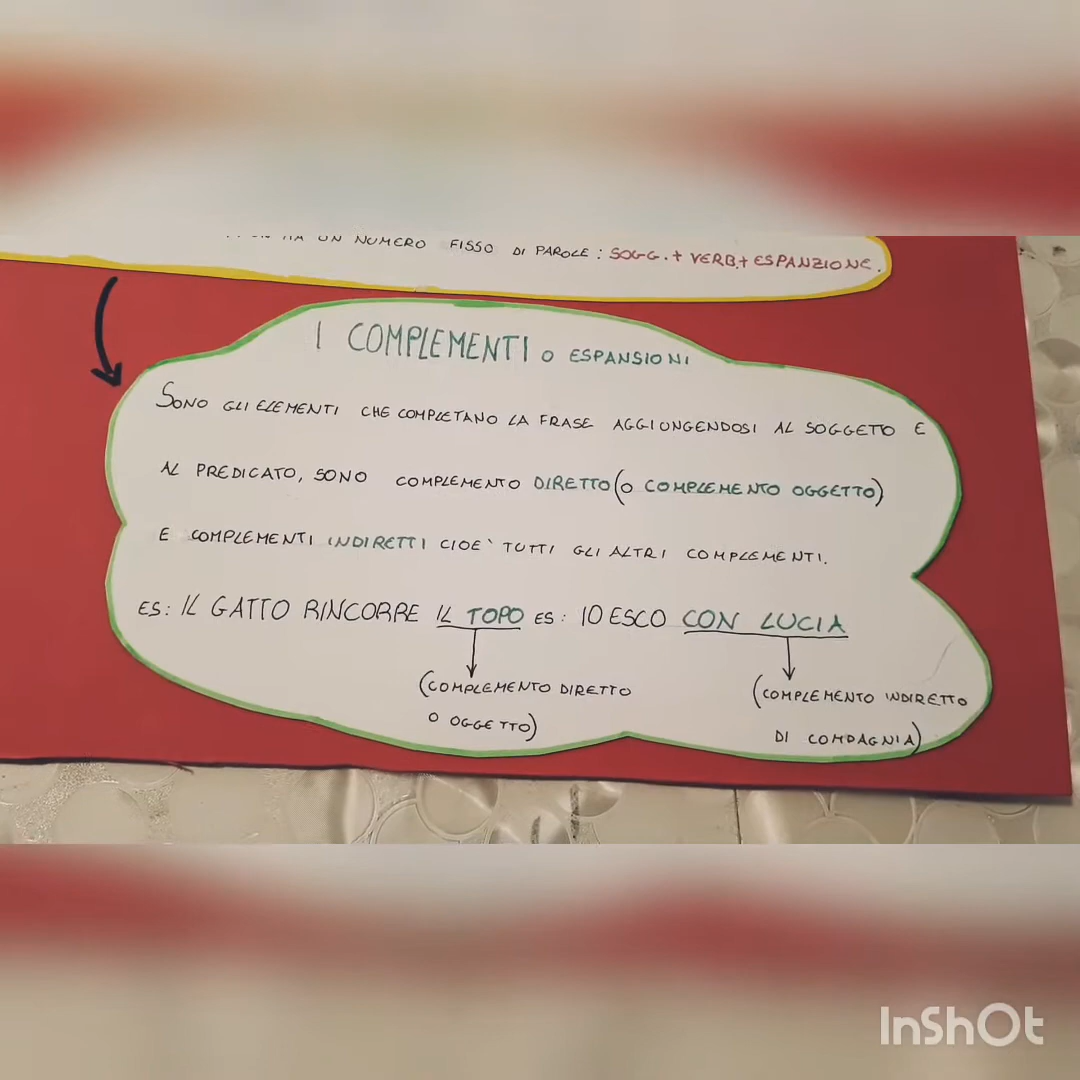 UN NUMERO FISSO DI PAROLE: SOGG.+ VERB.+ ESPANZIONE.
I COMPLEMENTI O ESPANSIONI
SONO GLI ELEMENTI CHE COMPLETANO LA FRASE AGGIUNGENDOSI AL SOGGETTO E
AL PREDICATO, SONO COMPLEMENTO DIRETTO (O COMPLEMENTO OGGETTO)
E COMPLEMENTI INDIRETTI CIOE' TUTTI GLI ALTRI COMPLEMENTI.
ES: IL GATTO RINCORRE IL TOPO ES: IO ESCO CON LUCIA
(COMPLEMENTO DIRETTO
O OGGETTO)
(COMPLEMENTO INDIRETTO
DI COMPAGNIA)
InShOt